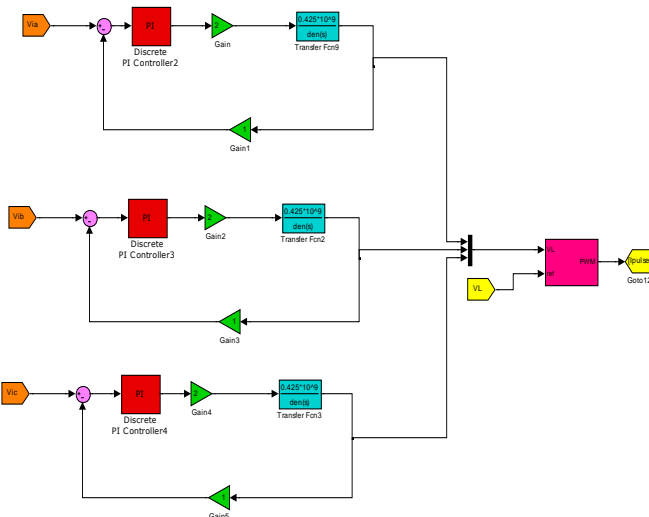 Via
+
-
PI
Discrete
PI Controller2
2
Gain
0.425*10^9
den(s)
Transfer Fcn9
1
Gain1
Vib
+
-
PI
Discrete
PI Controller3
2
Gain2
0.425*10^9
den(s)
Transfer Fcn2
1
Gain3
VL
VL
ref
PWM
Goto12
Vic
+
-
PI
Discrete
PI Controller4
2
Gain4
0.425*10^9
den(s)
Transfer Fcn3
1
Gain5